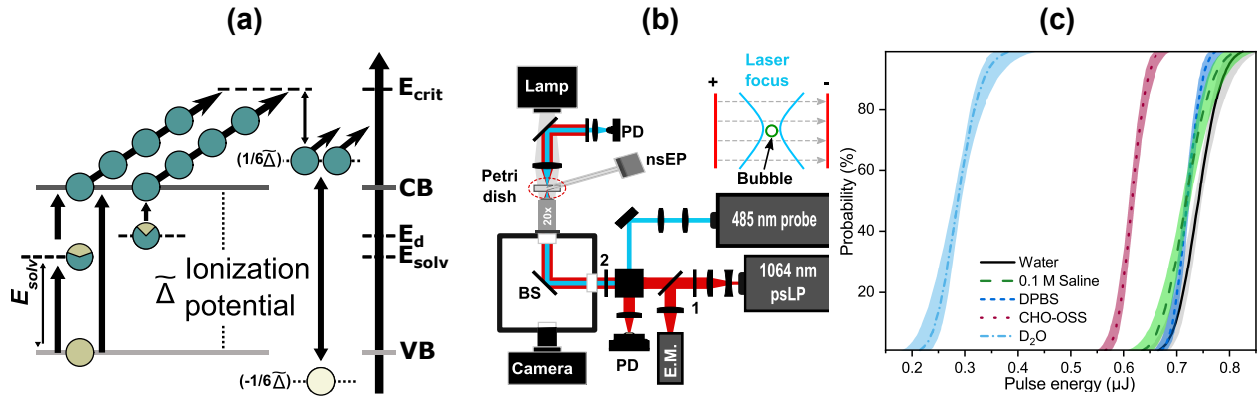 (a)
E_crit
(1/6Δ̃)
CB
E_d
E_solv
E_solv
Δ̃ Ionization
potential
VB
(-1/6Δ̃)
(b)
Lamp
PD
nsEP
Petri
dish
20x
BS
2
1
Camera
PD
E.M.
485 nm probe
1064 nm
psLP
Laser
focus
+
-
Bubble
(c)
Probability (%)
80
60
40
20
Water
0.1 M Saline
DPBS
CHO-OSS
D₂O
0.2 0.3 0.4 0.5 0.6 0.7 0.8
Pulse energy (µJ)